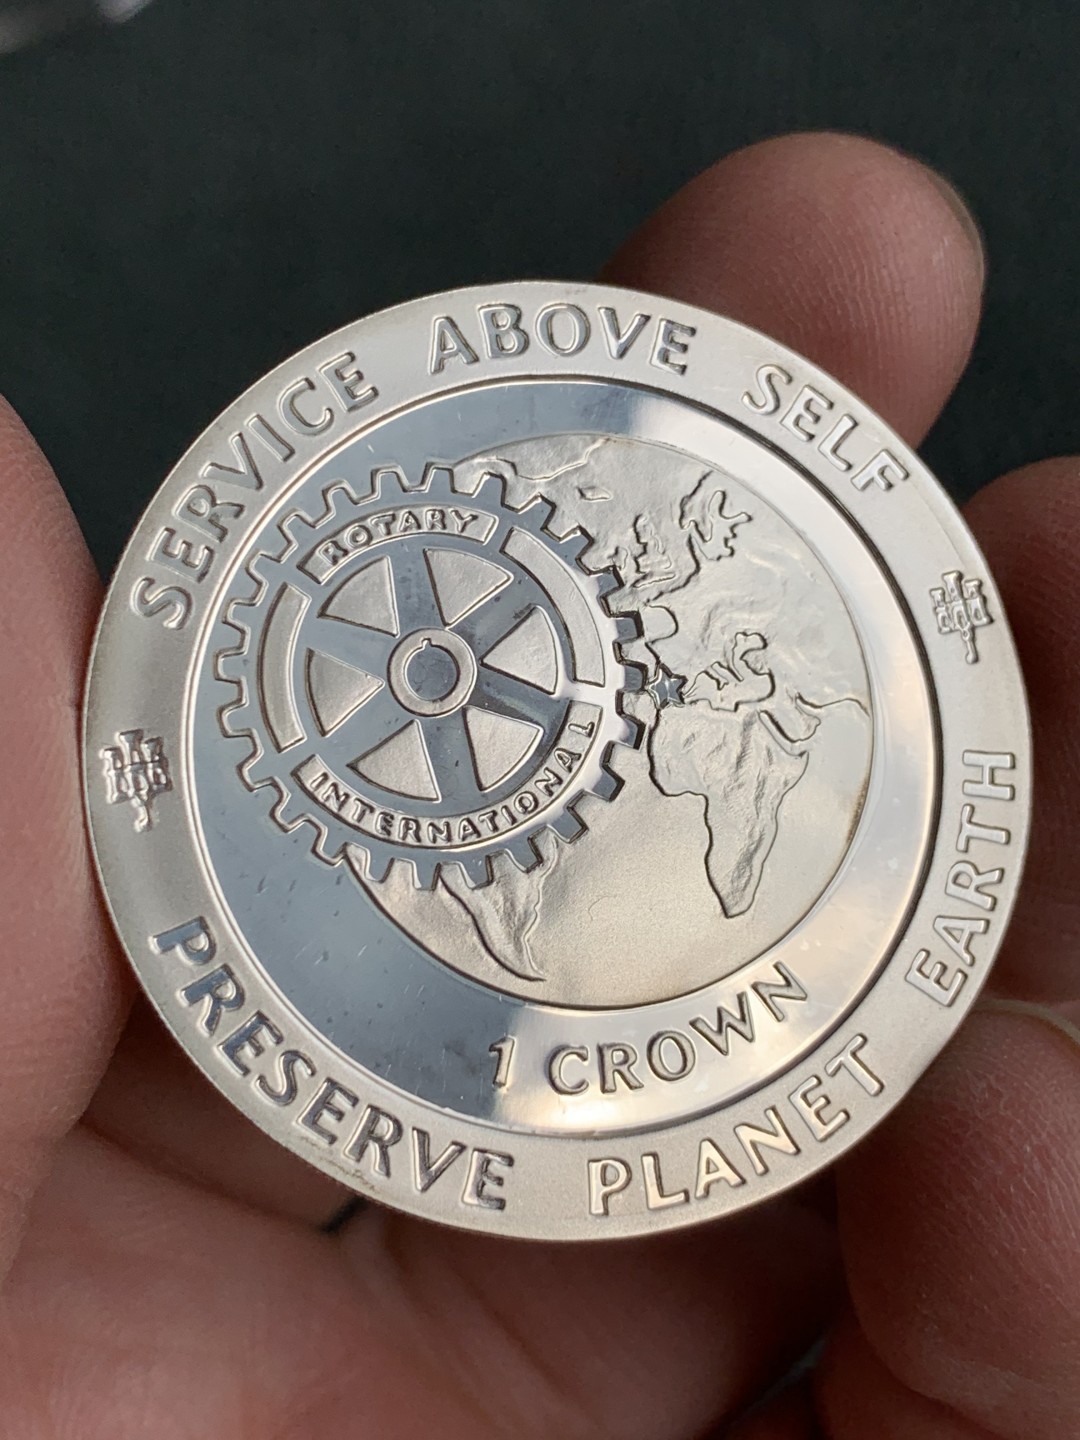 SERVICE ABOVE SELF
ROTARY
INTERNATIONAL
1 CROWN
PRESERVE PLANET EARTH